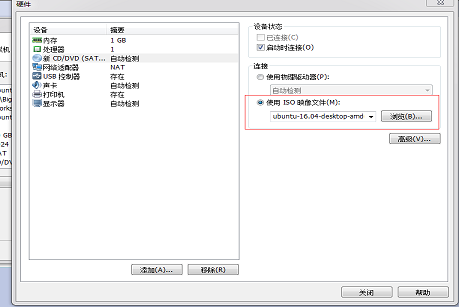 硬件
设备 摘要
内存 1 GB
处理器 1
新 CD/DVD (SAT... 自动检测
网络适配器 NAT
USB 控制器 存在
声卡 自动检测
打印机 存在
显示器 自动检测
添加(A)... 移除(R)
设备状态
已连接(C)
启动时连接(O)
连接
使用物理驱动器(P):
自动检测
使用 ISO 映像文件(M):
ubuntu-16.04-desktop-amd 浏览(B)...
高级(V)...
关闭 帮助